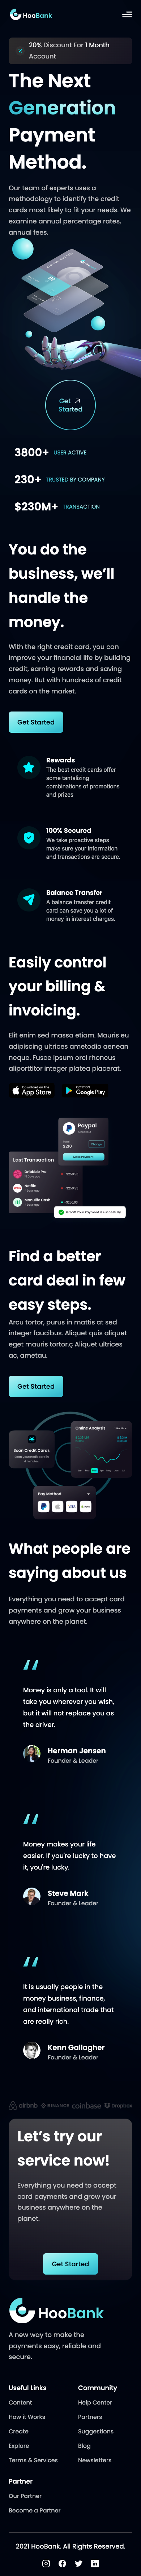 HooBank
20% Discount For 1 Month
Account
The Next
Generation
Payment
Method.
Our team of experts uses a
methodology to identify the credit
cards most likely to fit your needs. We
examine annual percentage rates,
annual fees.
Get
Started
3800+ USER ACTIVE
230+ TRUSTED BY COMPANY
$230M+ TRANSACTION
You do the
business, we’ll
handle the
money.
With the right credit card, you can
improve your financial life by building
credit, earning rewards and saving
money. But with hundreds of credit
cards on the market.
Get Started
Rewards
The best credit cards offer
some tantalizing
combinations of promotions
and prizes
100% Secured
We take proactive steps
make sure your information
and transactions are secure.
Balance Transfer
A balance transfer credit
card can save you a lot of
money in interest charges.
Easily control
your billing &
invoicing.
Elit enim sed massa etiam. Mauris eu
adipiscing ultrices ametodio aenean
neque. Fusce ipsum orci rhoncus
aliporttitor integer platea placerat.
Download on the
App Store
GET IT ON
Google Play
Paypal
Last Transaction
Dribbble Pro
Netflix
Manulife Cash
Find a better
card deal in few
easy steps.
Arcu tortor, purus in mattis at sed
integer faucibus. Aliquet quis aliquet
eget mauris tortor.ç Aliquet ultrices
ac, ametau.
Get Started
Online Analysis
Scan Credit Cards
Pay Method
VISA
What people are
saying about us
Everything you need to accept card
payments and grow your business
anywhere on the planet.
Money is only a tool. It will
take you wherever you wish,
but it will not replace you as
the driver.
Herman Jensen
Founder & Leader
Money makes your life
easier. If you're lucky to have
it, you're lucky.
Steve Mark
Founder & Leader
It is usually people in the
money business, finance,
and international trade that
are really rich.
Kenn Gallagher
Founder & Leader
airbnb BINANCE coinbase Dropbox
Let’s try our
service now!
Everything you need to accept
card payments and grow your
business anywhere on the
planet.
Get Started
HooBank
A new way to make the
payments easy, reliable and
secure.
Useful Links
Content
How it Works
Create
Explore
Terms & Services
Community
Help Center
Partners
Suggestions
Blog
Newsletters
Partner
Our Partner
Become a Partner
2021 HooBank. All Rights Reserved.